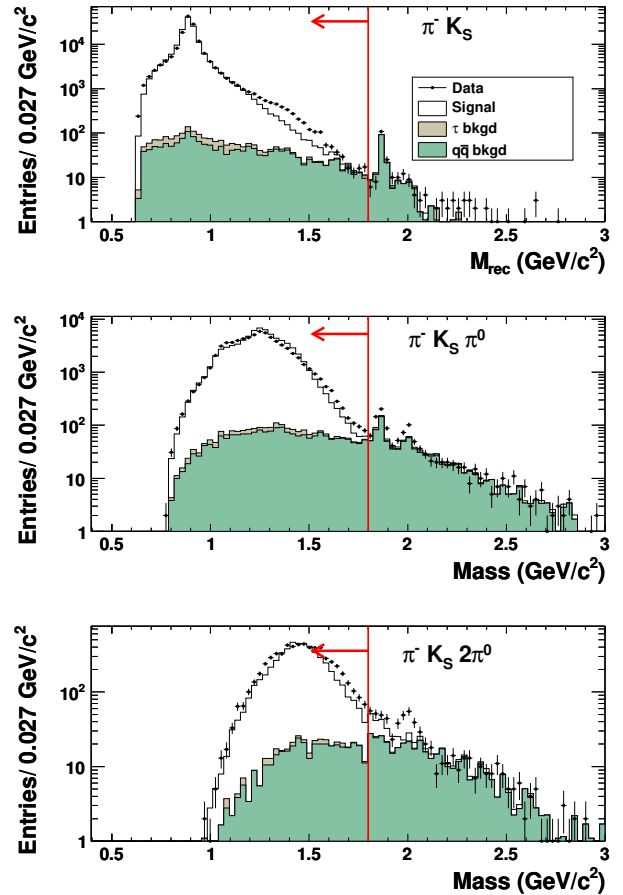 Entries/ 0.027 GeV/c²
10⁴
10³
10²
10
1
π⁻ K_S
Data
Signal
τ bkgd
qq̅ bkgd
0.5 1 1.5 2 2.5 3
M_rec (GeV/c²)
Entries/ 0.027 GeV/c²
10⁴
10³
10²
10
1
π⁻ K_S π⁰
0.5 1 1.5 2 2.5 3
Mass (GeV/c²)
Entries/ 0.027 GeV/c²
10²
10
1
π⁻ K_S 2π⁰
0.5 1 1.5 2 2.5 3
Mass (GeV/c²)